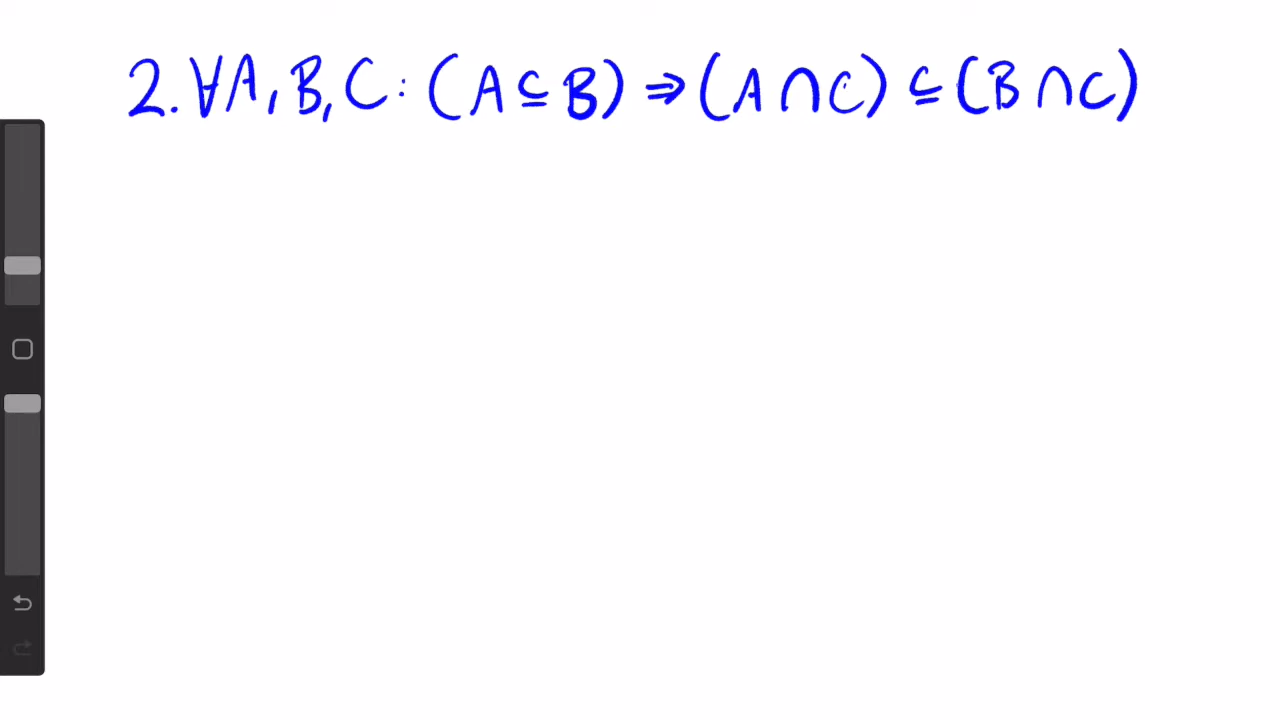 2. ∀A, B, C : (A ⊆ B) ⇒ (A ∩ C) ⊆ (B ∩ C)